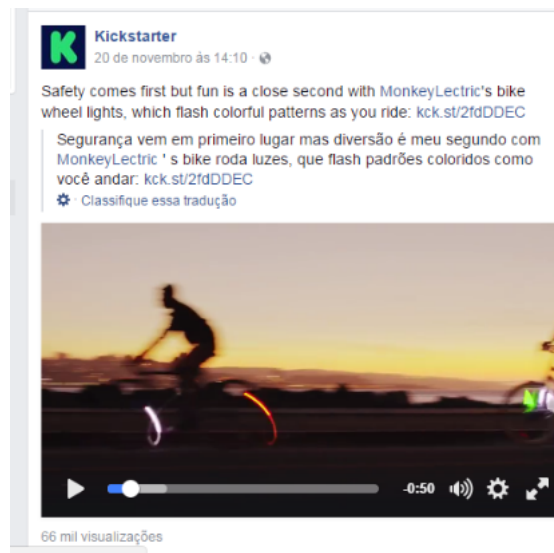 Kickstarter
20 de novembro às 14:10 ·
Safety comes first but fun is a close second with MonkeyLectric's bike
wheel lights, which flash colorful patterns as you ride: kck.st/2fdDDEC
Segurança vem em primeiro lugar mas diversão é meu segundo com
MonkeyLectric ' s bike roda luzes, que flash padrões coloridos como
você andar: kck.st/2fdDDEC
· Classifique essa tradução
-0:50
66 mil visualizações